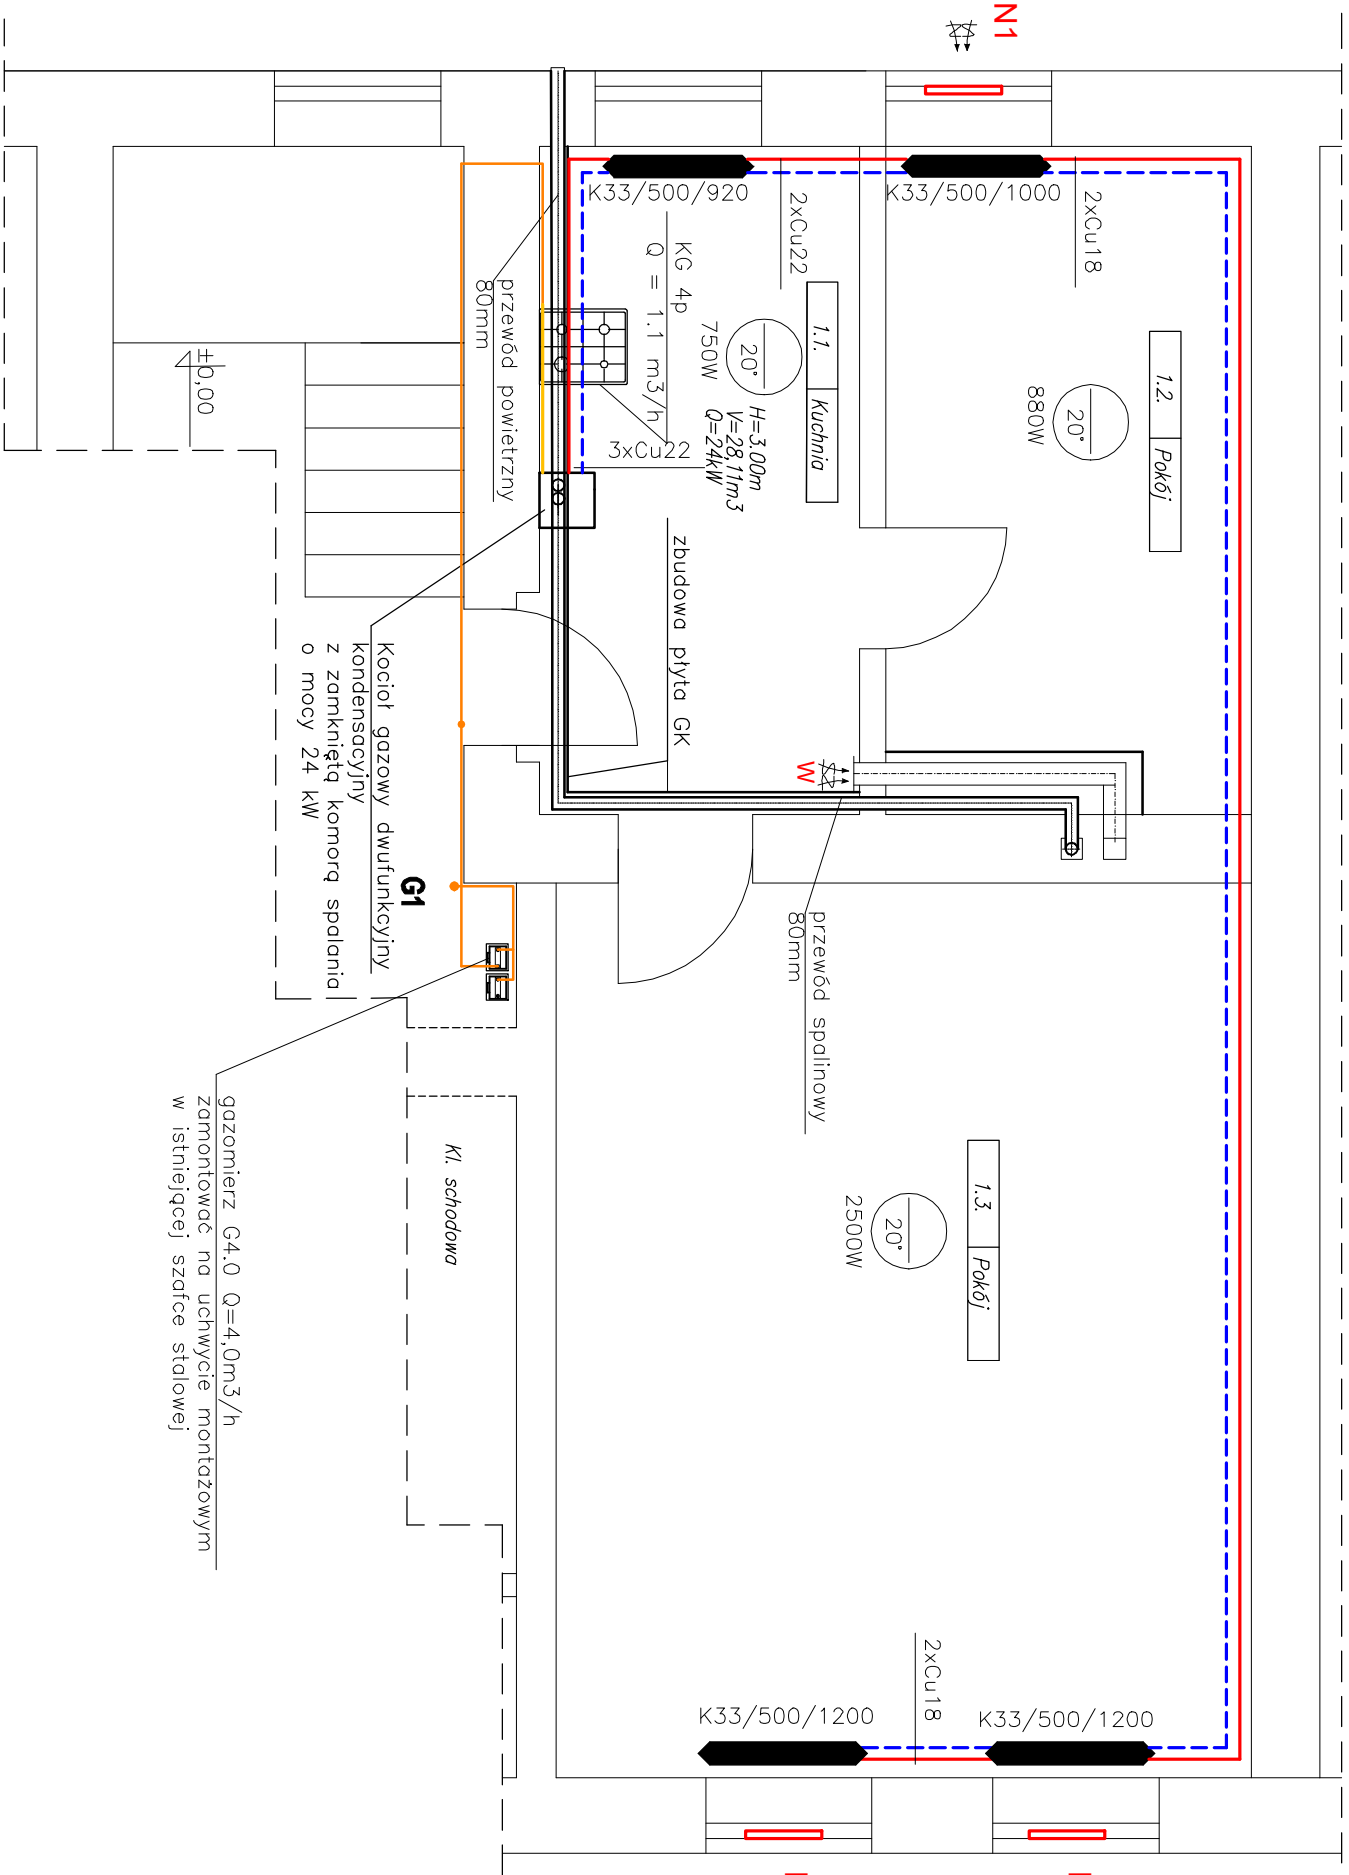 N1
K33/500/920
K33/500/1000
2xCu22
2xCu18
KG 4p
Q = 1.1 m3/h
1.1. Kuchnia
20°
750W
H=3.00m
V=28,11m3
Q=24kW
1.2. Pokój
20°
880W
3xCu22
przewód powietrzny
80mm
±0,00
zbudowa płyta GK
Kocioł gazowy dwufunkcyjny
kondensacyjny
z zamkniętą komorą spalania
o mocy 24 kW
W
G1
przewód spalinowy
80mm
1.3. Pokój
20°
2500W
Kl. schodowa
gazomierz G4.0 Q=4,0m3/h
zamontować na uchwycie montażowym
w istniejącej szafce stalowej
2xCu18
K33/500/1200
K33/500/1200